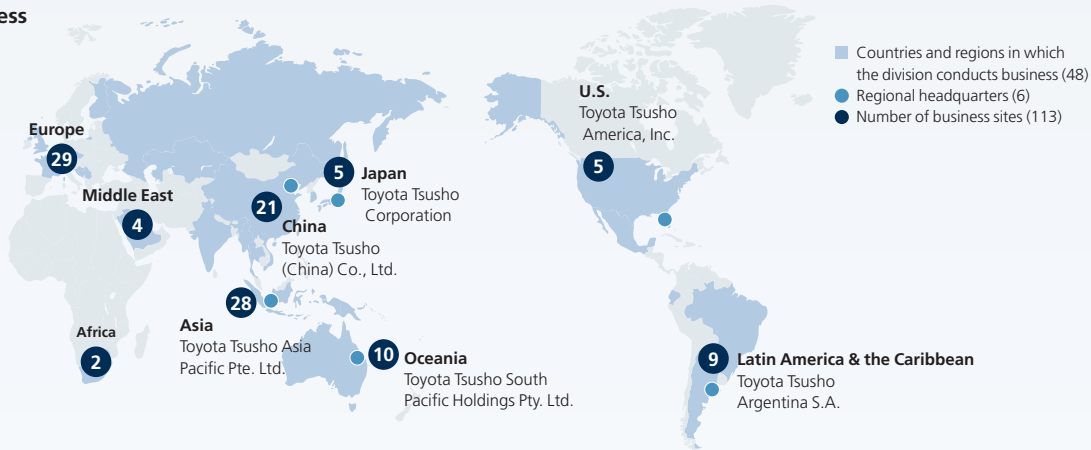 ess
Countries and regions in which
the division conducts business (48)
Regional headquarters (6)
Number of business sites (113)
Europe
29
Middle East
4
Africa
2
5
Japan
Toyota Tsusho
Corporation
21
China
Toyota Tsusho
(China) Co., Ltd.
28
Asia
Toyota Tsusho Asia
Pacific Pte. Ltd.
10
Oceania
Toyota Tsusho South
Pacific Holdings Pty. Ltd.
U.S.
Toyota Tsusho
America, Inc.
5
9
Latin America & the Caribbean
Toyota Tsusho
Argentina S.A.